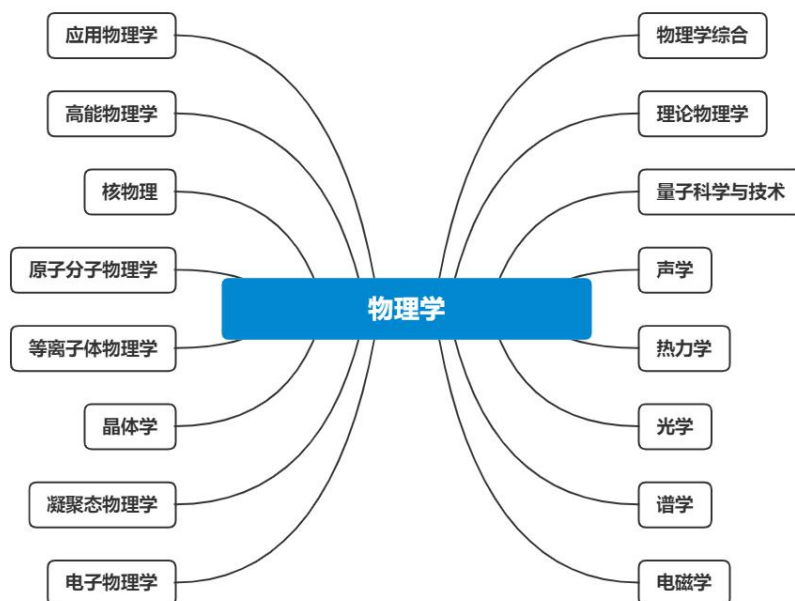 应用物理学
高能物理学
核物理
原子分子物理学
等离子体物理学
晶体学
凝聚态物理学
电子物理学
物理学
物理学综合
理论物理学
量子科学与技术
声学
热力学
光学
谱学
电磁学